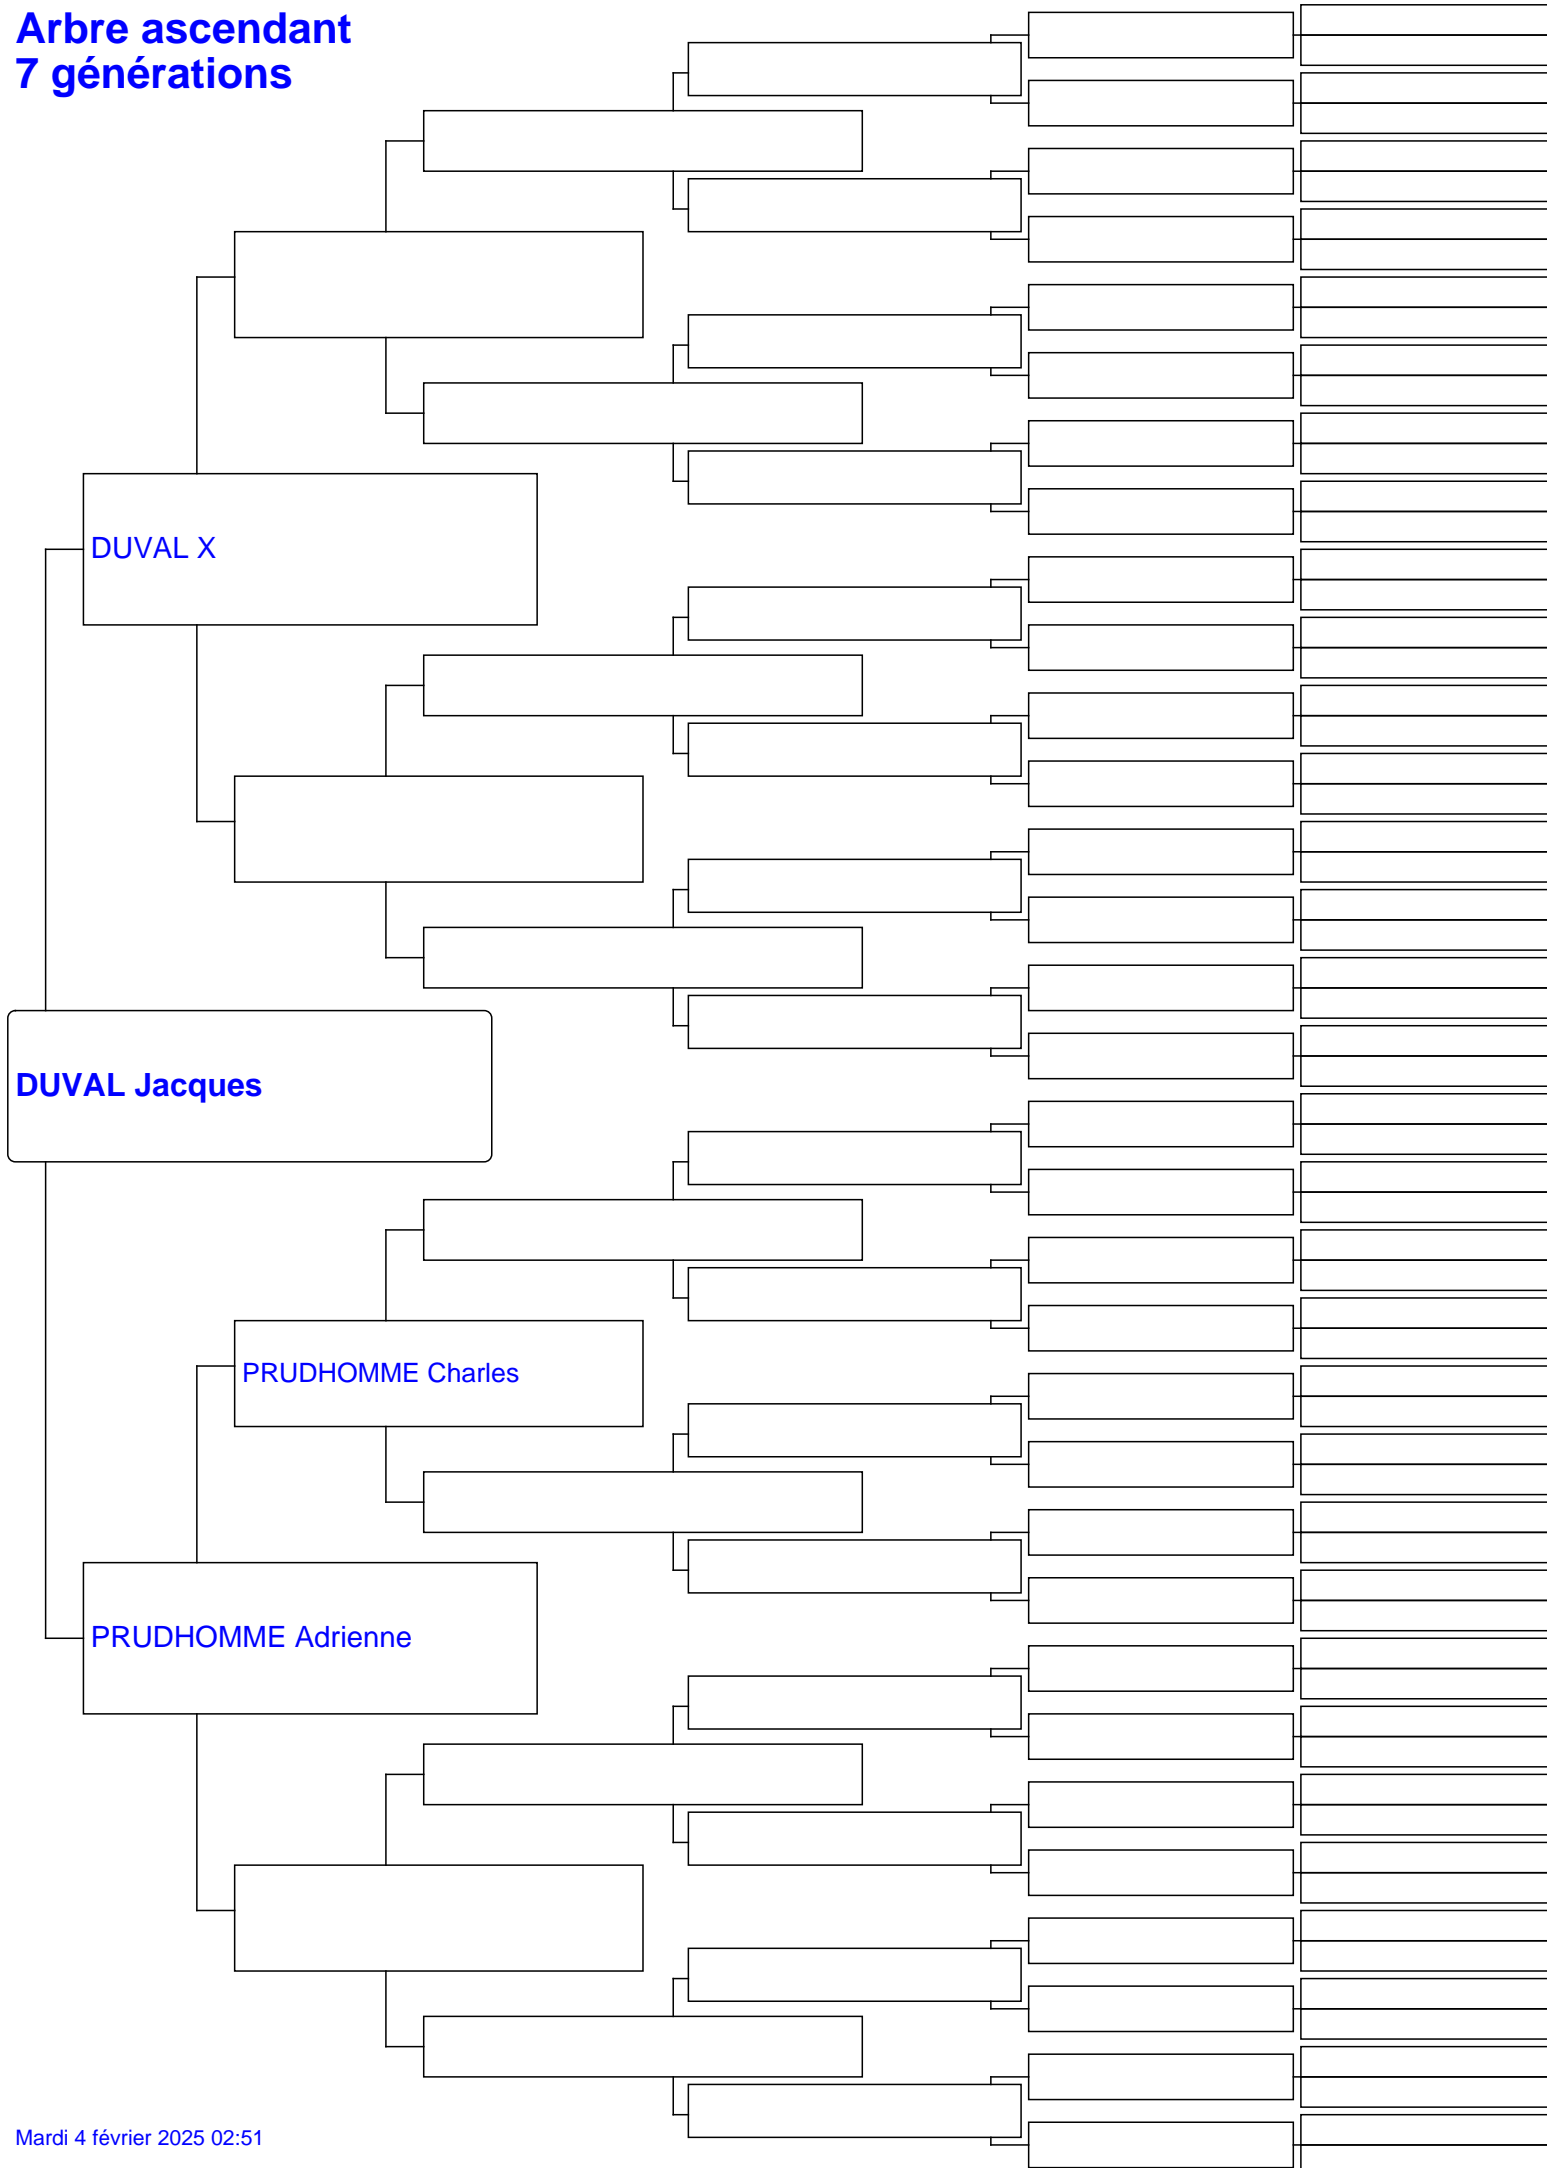 Arbre ascendant
7 générations
DUVAL X
DUVAL Jacques
PRUDHOMME Charles
PRUDHOMME Adrienne
Mardi 4 février 2025 02:51